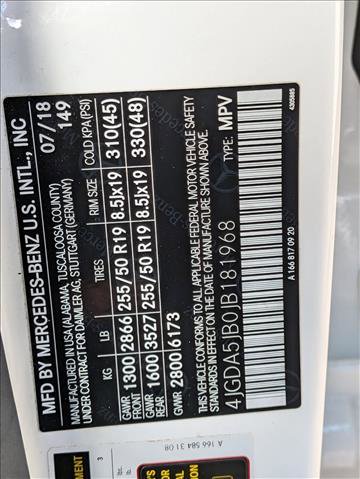 MFD BY MERCEDES-BENZ U.S. INTL., INC
MANUFACTURED IN USA (ALABAMA, TUSCALOOSA COUNTY)
UNDER CONTRACT FOR DAIMLER AG, STUTTGART (GERMANY)
07/18
149
KG LB TIRES RIM SIZE COLD KPA(PSI)
GAWR FRONT 1300 2866 255/50 R19 8.5Jx19 310(45)
GAWR REAR 1600 3527 255/50 R19 8.5Jx19 330(48)
GVWR 2800 6173
THIS VEHICLE CONFORMS TO ALL APPLICABLE FEDERAL MOTOR VEHICLE SAFETY
STANDARDS IN EFFECT ON THE DATE OF MANUFACTURE SHOWN ABOVE.
4JGDA5JB0JB181968
TYPE: MPV
A 166 817 09 20
4305885
A 166 584 31 08
3
lbs.
lb.